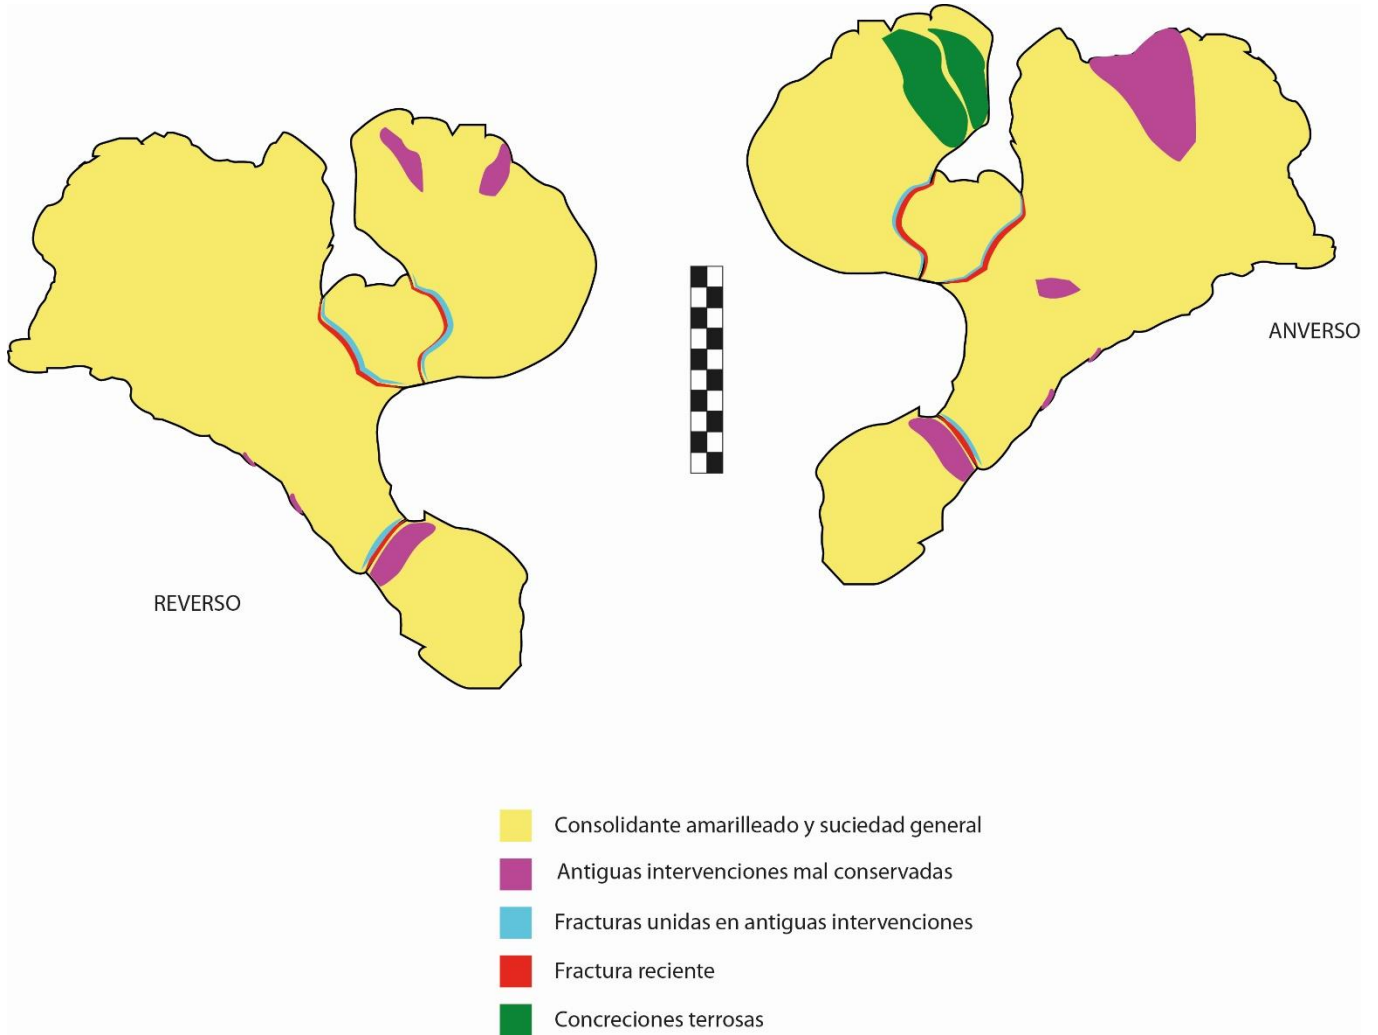 ANVERSO
REVERSO
Consolidante amarilleado y suciedad general
Antiguas intervenciones mal conservadas
Fracturas unidas en antiguas intervenciones
Fractura reciente
Concreciones terrosas